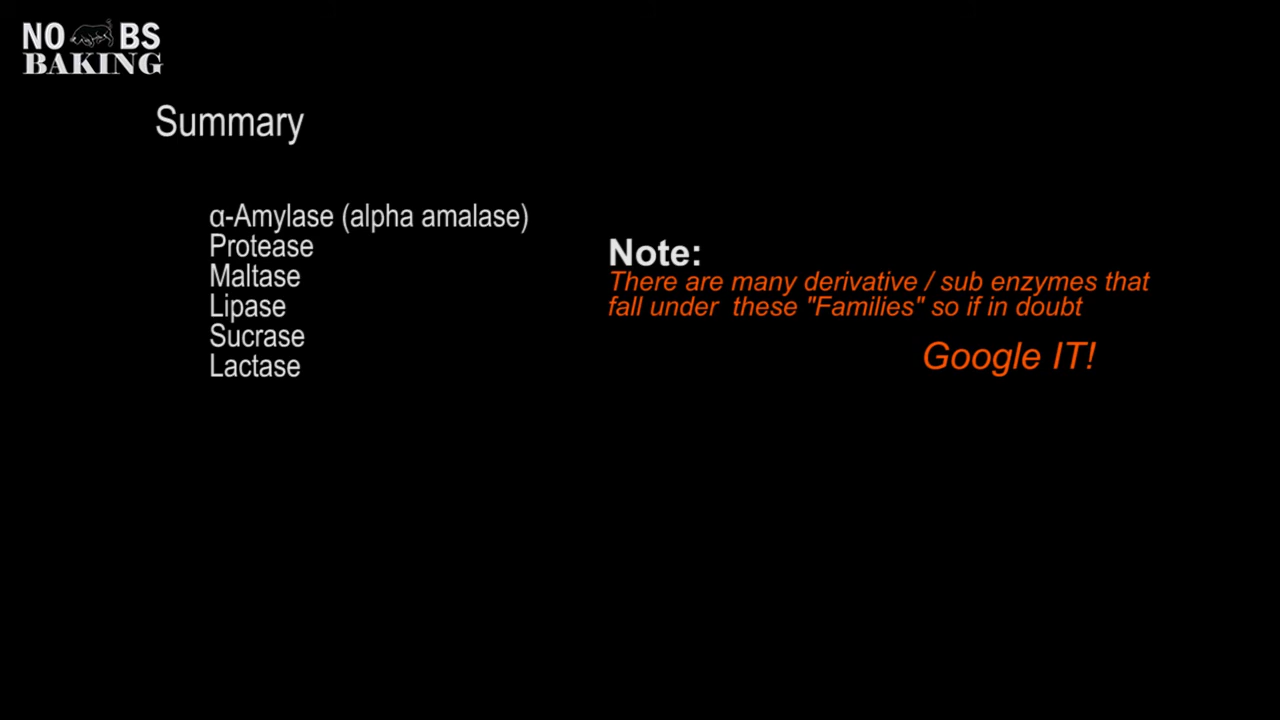 NO BS
BAKING
Summary
α-Amylase (alpha amalase)
Protease
Maltase
Lipase
Sucrase
Lactase
Note:
There are many derivative / sub enzymes that
fall under these "Families" so if in doubt
Google IT!